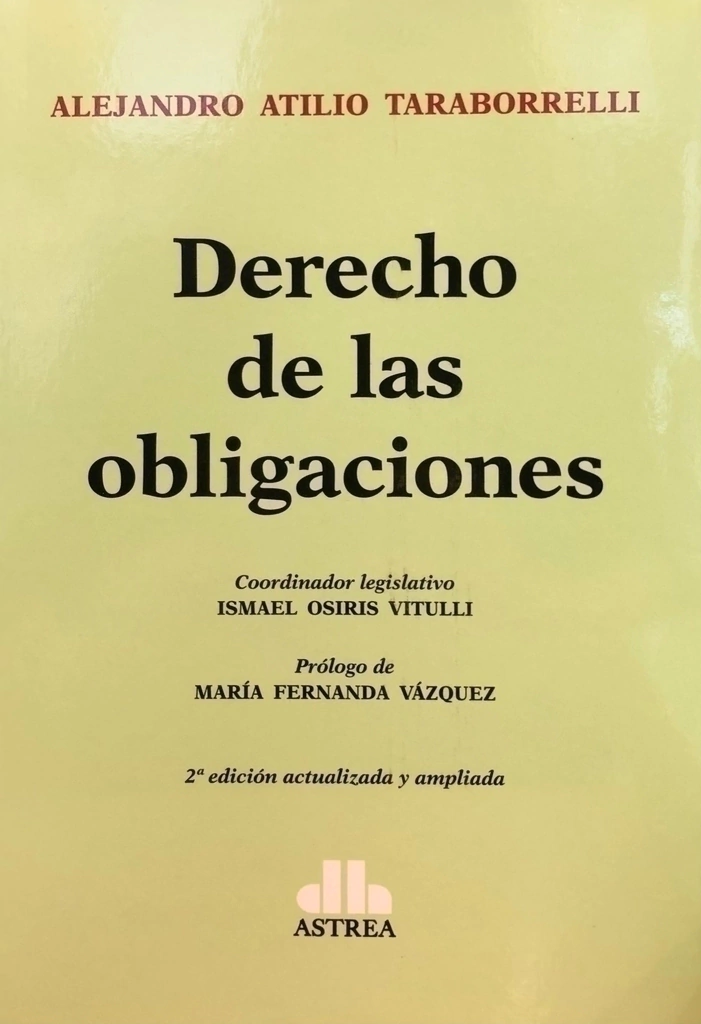 ALEJANDRO ATILIO TARABORRELLI
Derecho
de las
obligaciones
Coordinador legislativo
ISMAEL OSIRIS VITULLI
Prólogo de
MARÍA FERNANDA VÁZQUEZ
2ª edición actualizada y ampliada
ASTREA